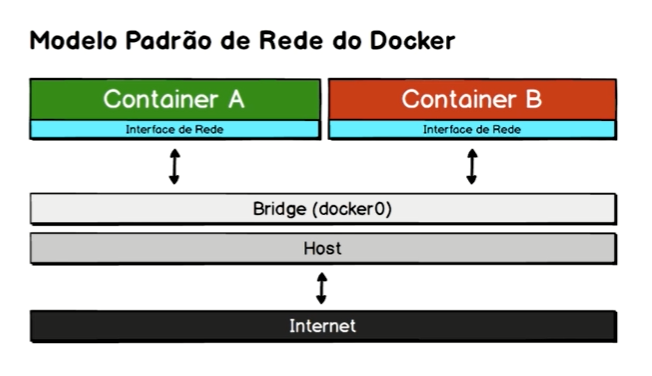 Modelo Padrão de Rede do Docker
Container A
Container B
Interface de Rede
Interface de Rede
Bridge (docker0)
Host
Internet